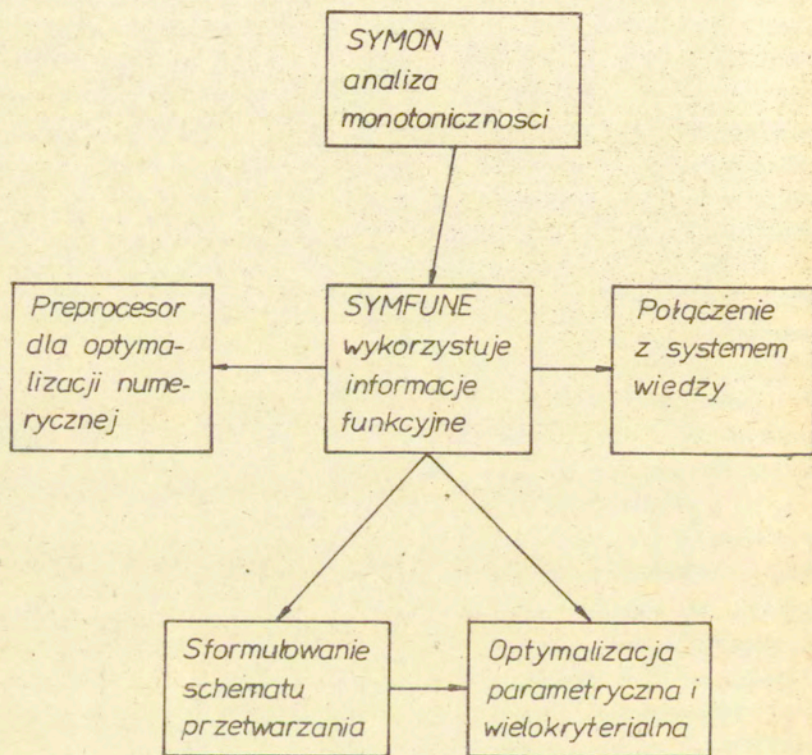 SYMON
analiza
monotonicznosci
Preprocesor
dla optyma-
lizacji nume-
rycznej
SYMFUNE
wykorzystuje
informacje
funkcyjne
Połączenie
z systemem
wiedzy
Sformułowanie
schematu
przetwarzania
Optymalizacja
parametryczna i
wielokryterialna